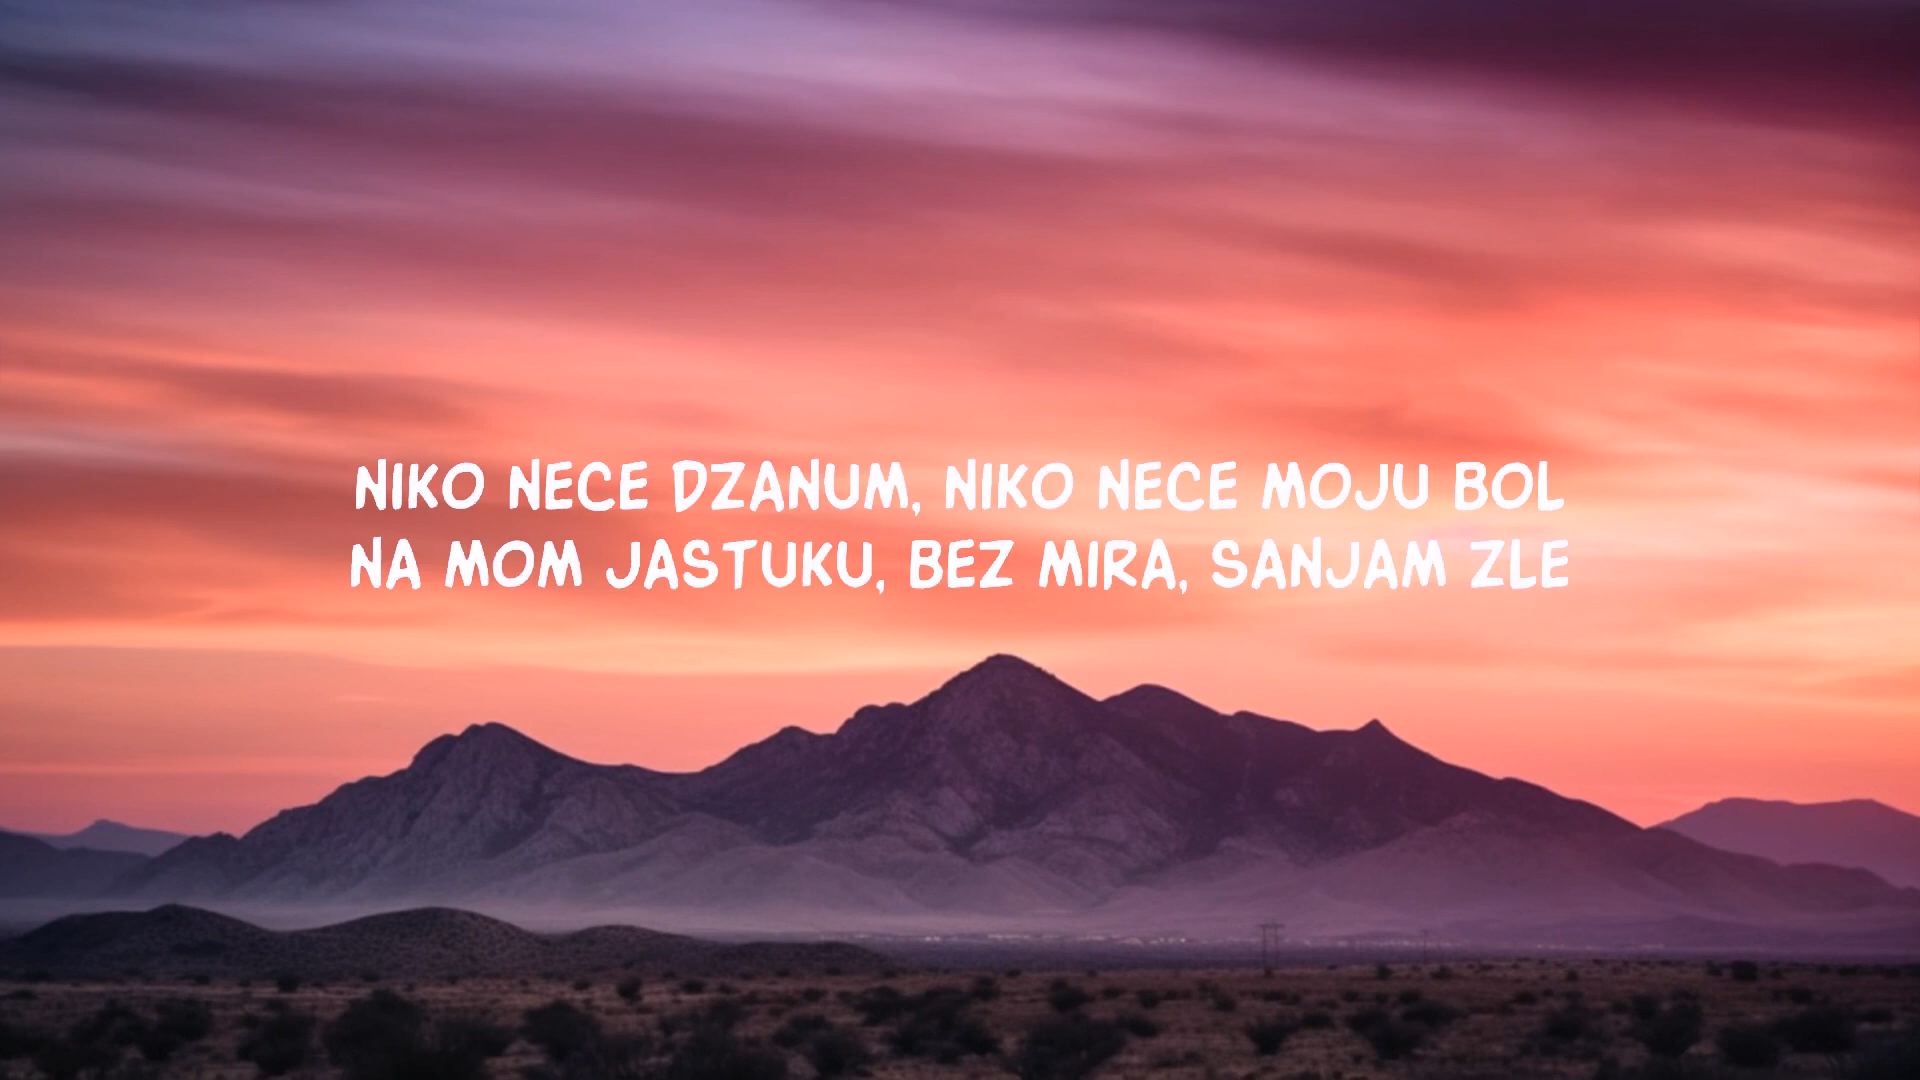 NIKO NECE DZANUM, NIKO NECE MOJU BOL
NA MOM JASTUKU, BEZ MIRA, SANJAM ZLE